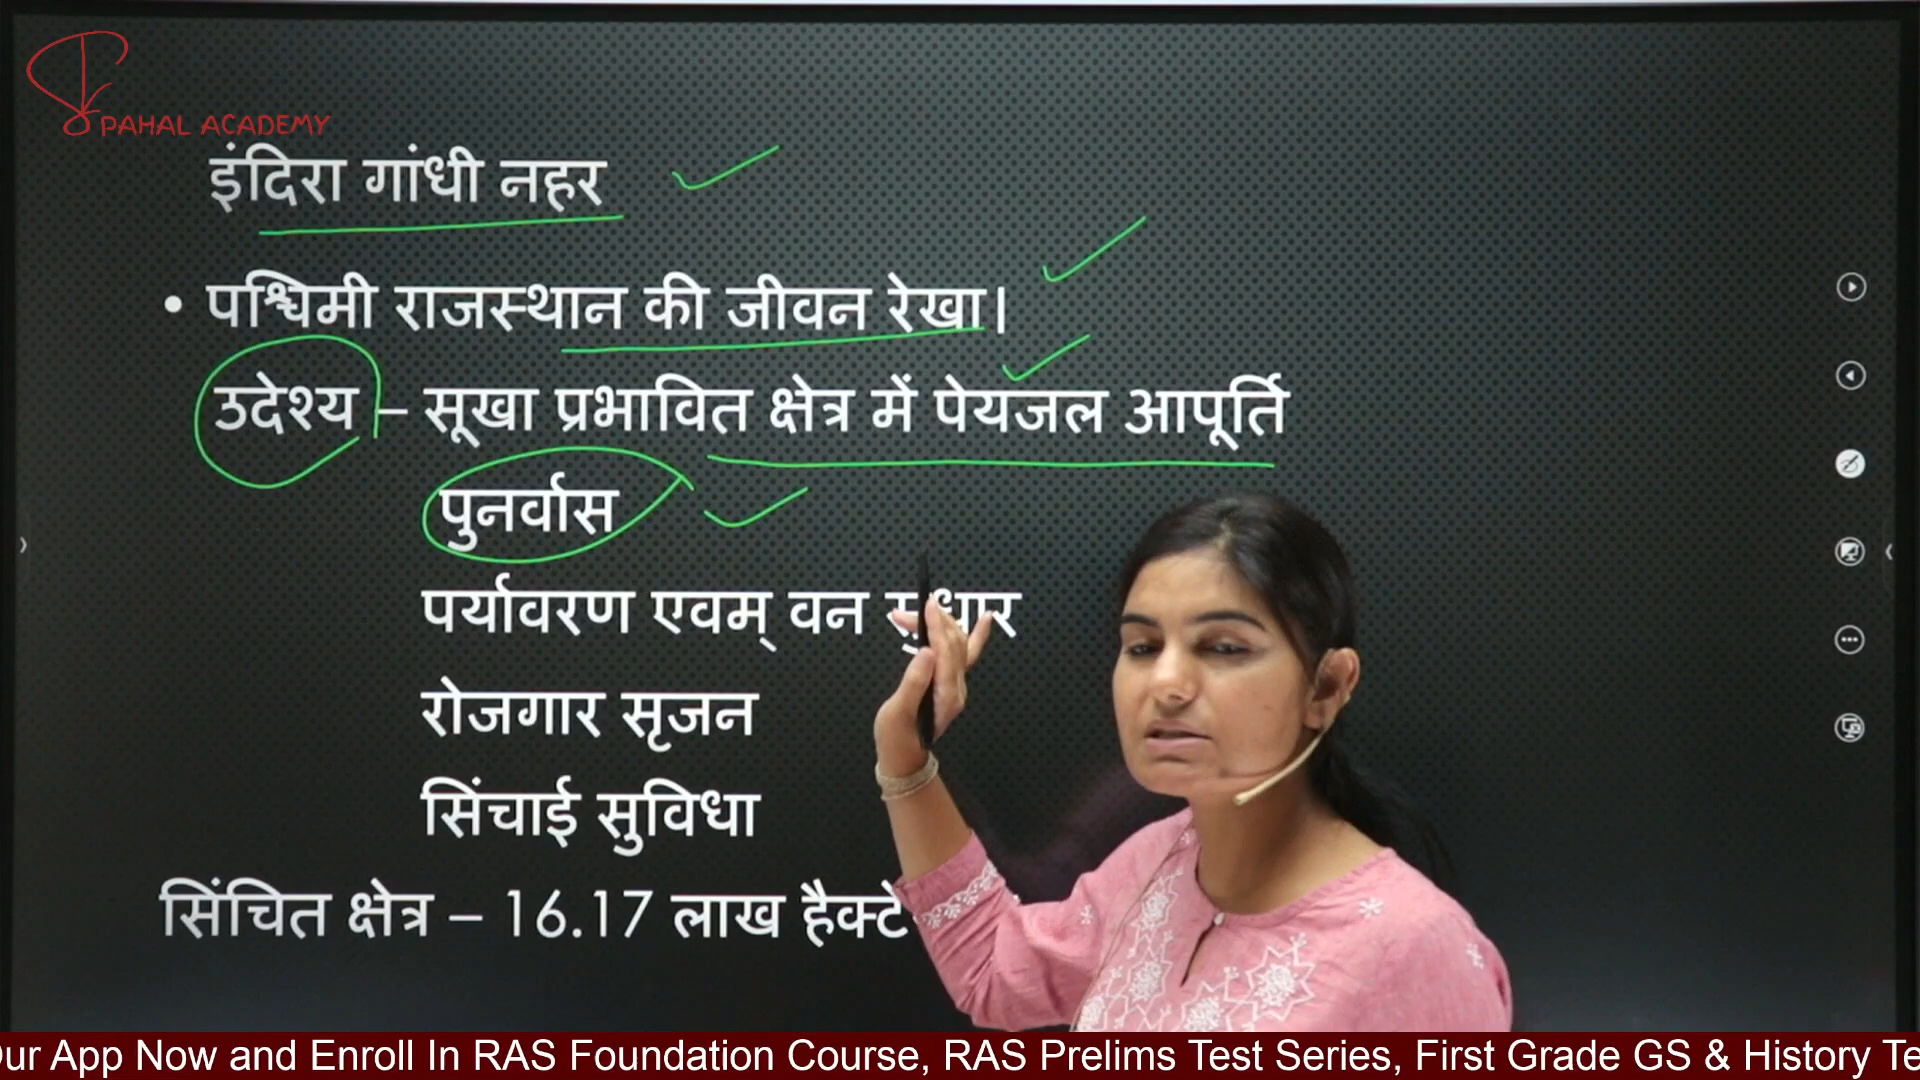 PAHAL ACADEMY
इंदिरा गांधी नहर
• पश्चिमी राजस्थान की जीवन रेखा।
उदेश्य – सूखा प्रभावित क्षेत्र में पेयजल आपूर्ति
पुनर्वास
पर्यावरण एवम् वन सुधार
रोजगार सृजन
सिंचाई सुविधा
सिंचित क्षेत्र – 16.17 लाख हैक्टे
our App Now and Enroll In RAS Foundation Course, RAS Prelims Test Series, First Grade GS & History Te